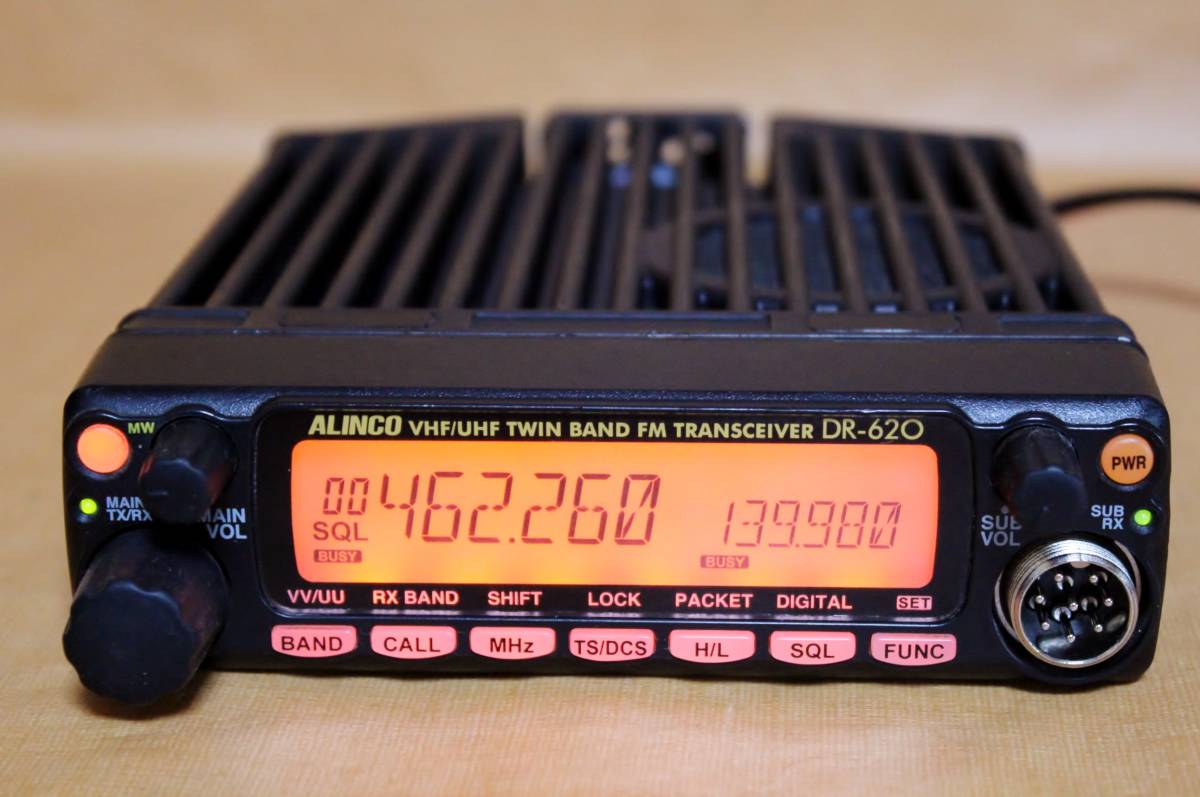 ALINCO VHF/UHF TWIN BAND FM TRANSCEIVER DR-620
MW
MAIN TX/RX
MAIN VOL
00 462.260
SQL
BUSY
139.980
BUSY
PWR
SUB VOL
SUB RX
VV/UU RX BAND SHIFT LOCK PACKET DIGITAL SET
BAND CALL MHz TS/DCS H/L SQL FUNC